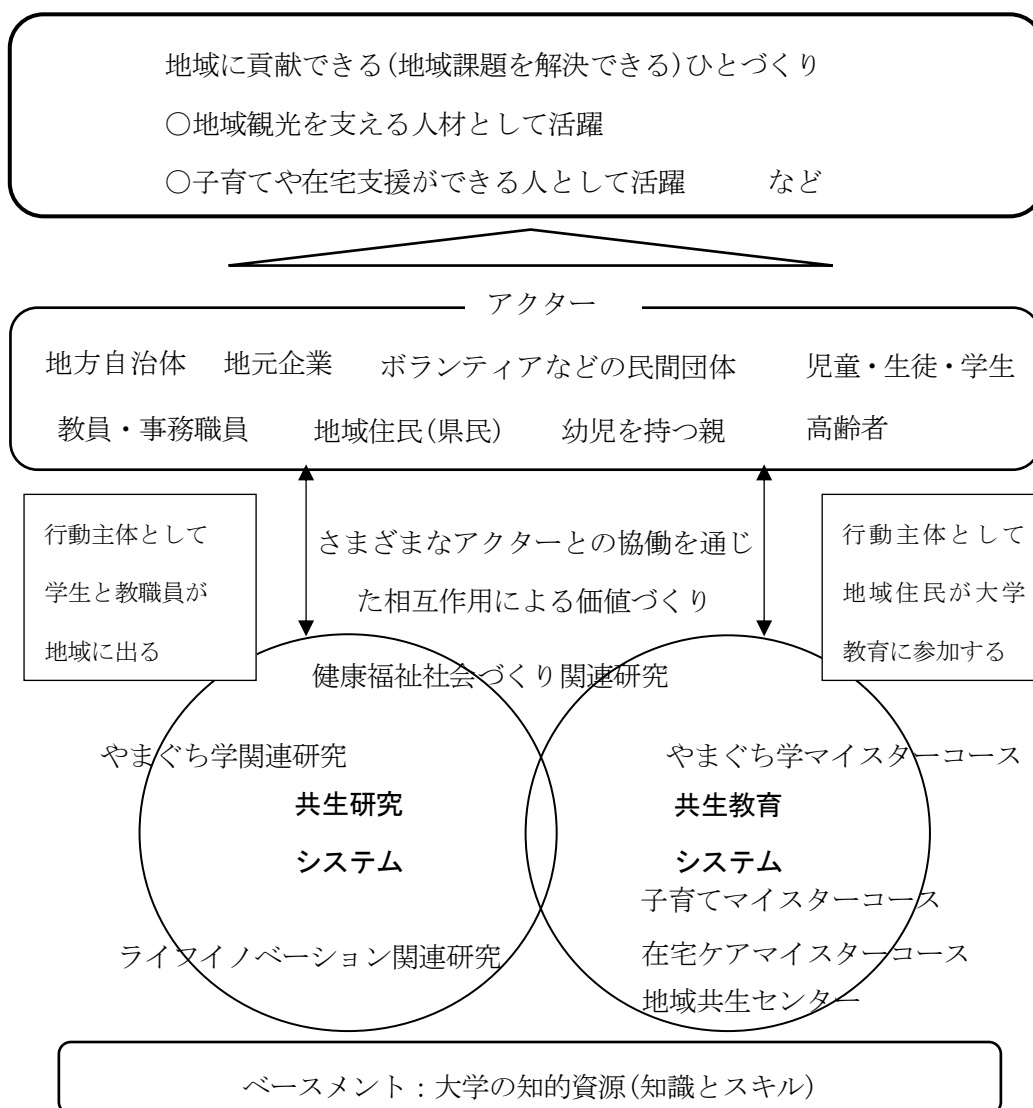 地域に貢献できる(地域課題を解決できる)ひとづくり
○地域観光を支える人材として活躍
○子育てや在宅支援ができる人として活躍　　など
アクター
地方自治体　地元企業　ボランティアなどの民間団体　児童・生徒・学生
教員・事務職員　地域住民(県民)　幼児を持つ親　高齢者
行動主体として
学生と教職員が
地域に出る
さまざまなアクターとの協働を通じ
た相互作用による価値づくり
行動主体として
地域住民が大学
教育に参加する
健康福祉社会づくり関連研究
やまぐち学関連研究
共生研究
システム
ライフイノベーション関連研究
やまぐち学マイスターコース
共生教育
システム
子育てマイスターコース
在宅ケアマイスターコース
地域共生センター
ベースメント：大学の知的資源(知識とスキル)